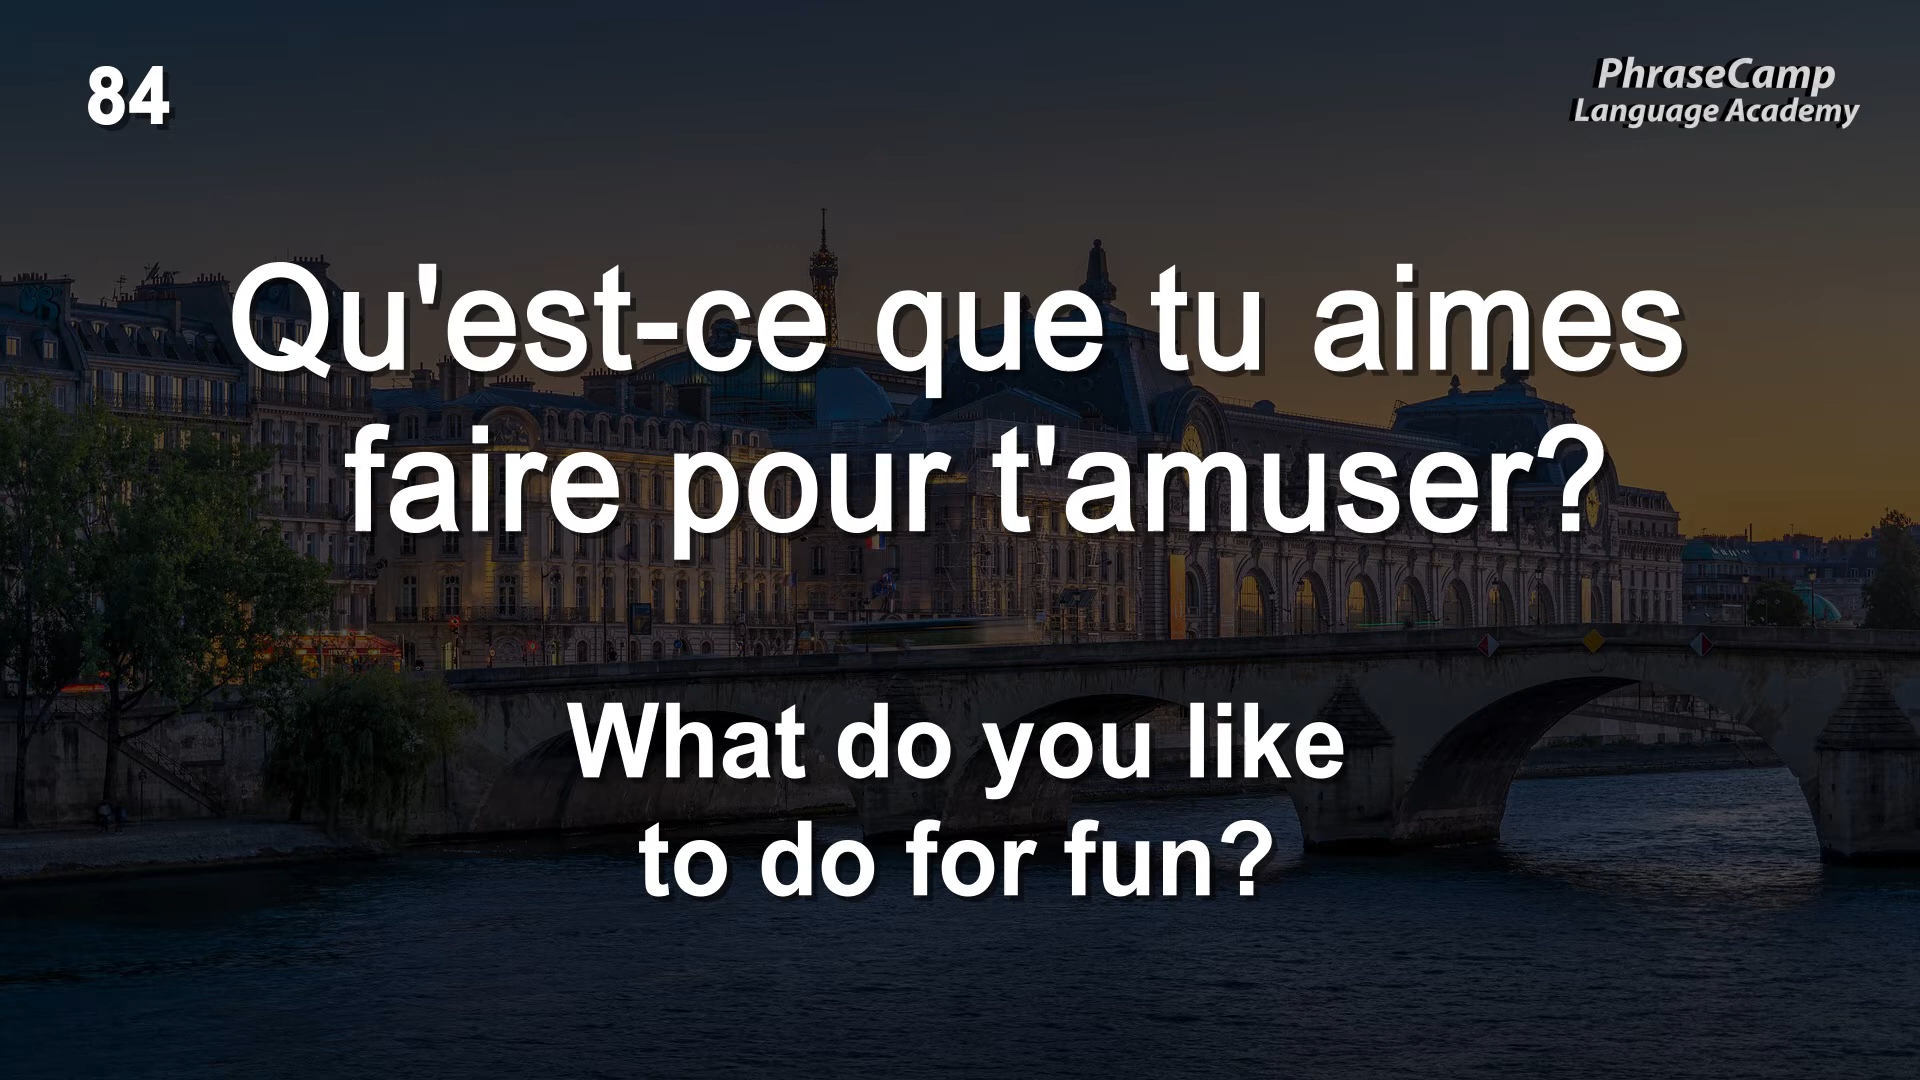 84
PhraseCamp
Language Academy
Qu'est-ce que tu aimes
faire pour t'amuser?
What do you like
to do for fun?